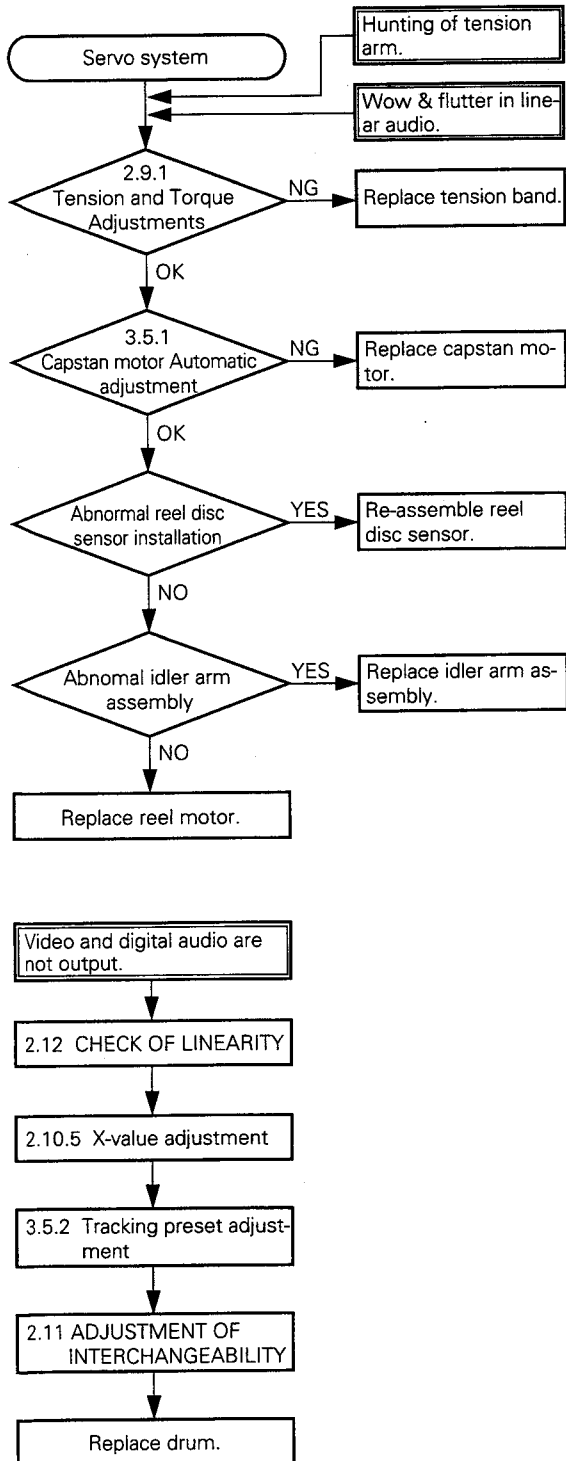 Hunting of tension
arm.
Servo system
Wow & flutter in line-
ar audio.
2.9.1
Tension and Torque
Adjustments
NG
Replace tension band.
OK
3.5.1
Capstan motor Automatic
adjustment
NG
Replace capstan mo-
tor.
OK
Abnormal reel disc
sensor installation
YES
Re-assemble reel
disc sensor.
NO
Abnomal idler arm
assembly
YES
Replace idler arm as-
sembly.
NO
Replace reel motor.
Video and digital audio are
not output.
2.12 CHECK OF LINEARITY
2.10.5 X-value adjustment
3.5.2 Tracking preset adjust-
ment
2.11 ADJUSTMENT OF
INTERCHANGEABILITY
Replace drum.